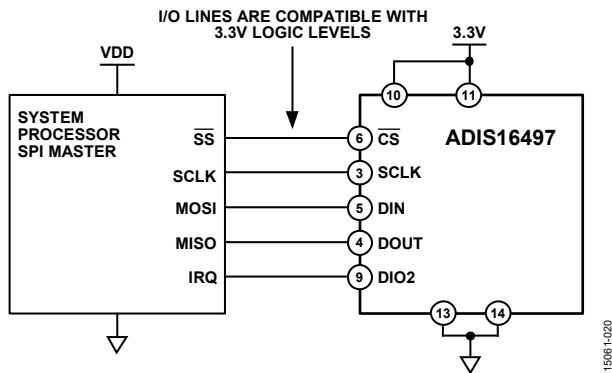 I/O LINES ARE COMPATIBLE WITH
3.3V LOGIC LEVELS
VDD
3.3V
10
11
SYSTEM
PROCESSOR
SPI MASTER
ADIS16497
SS
6
CS
SCLK
3
SCLK
MOSI
5
DIN
MISO
4
DOUT
IRQ
9
DIO2
13
14
15061-020